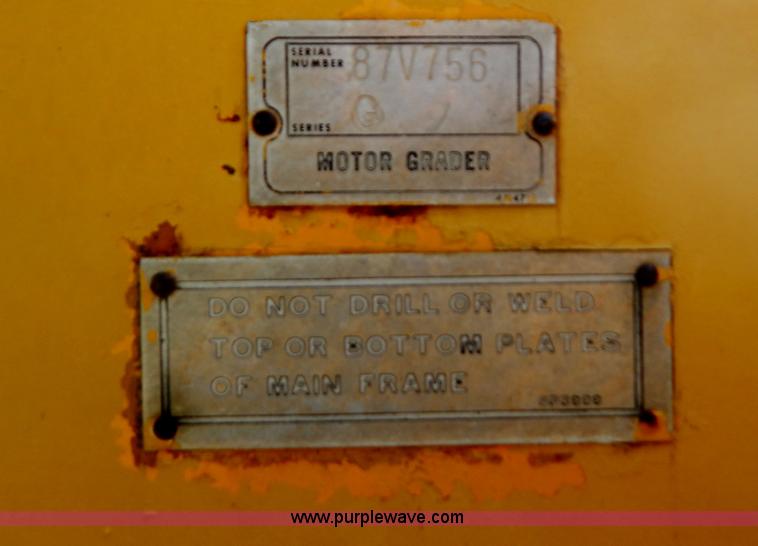 SERIAL
NUMBER 87V756
SERIES G
MOTOR GRADER
DO NOT DRILL OR WELD
TOP OR BOTTOM PLATES
OF MAIN FRAME
www.purplewave.com